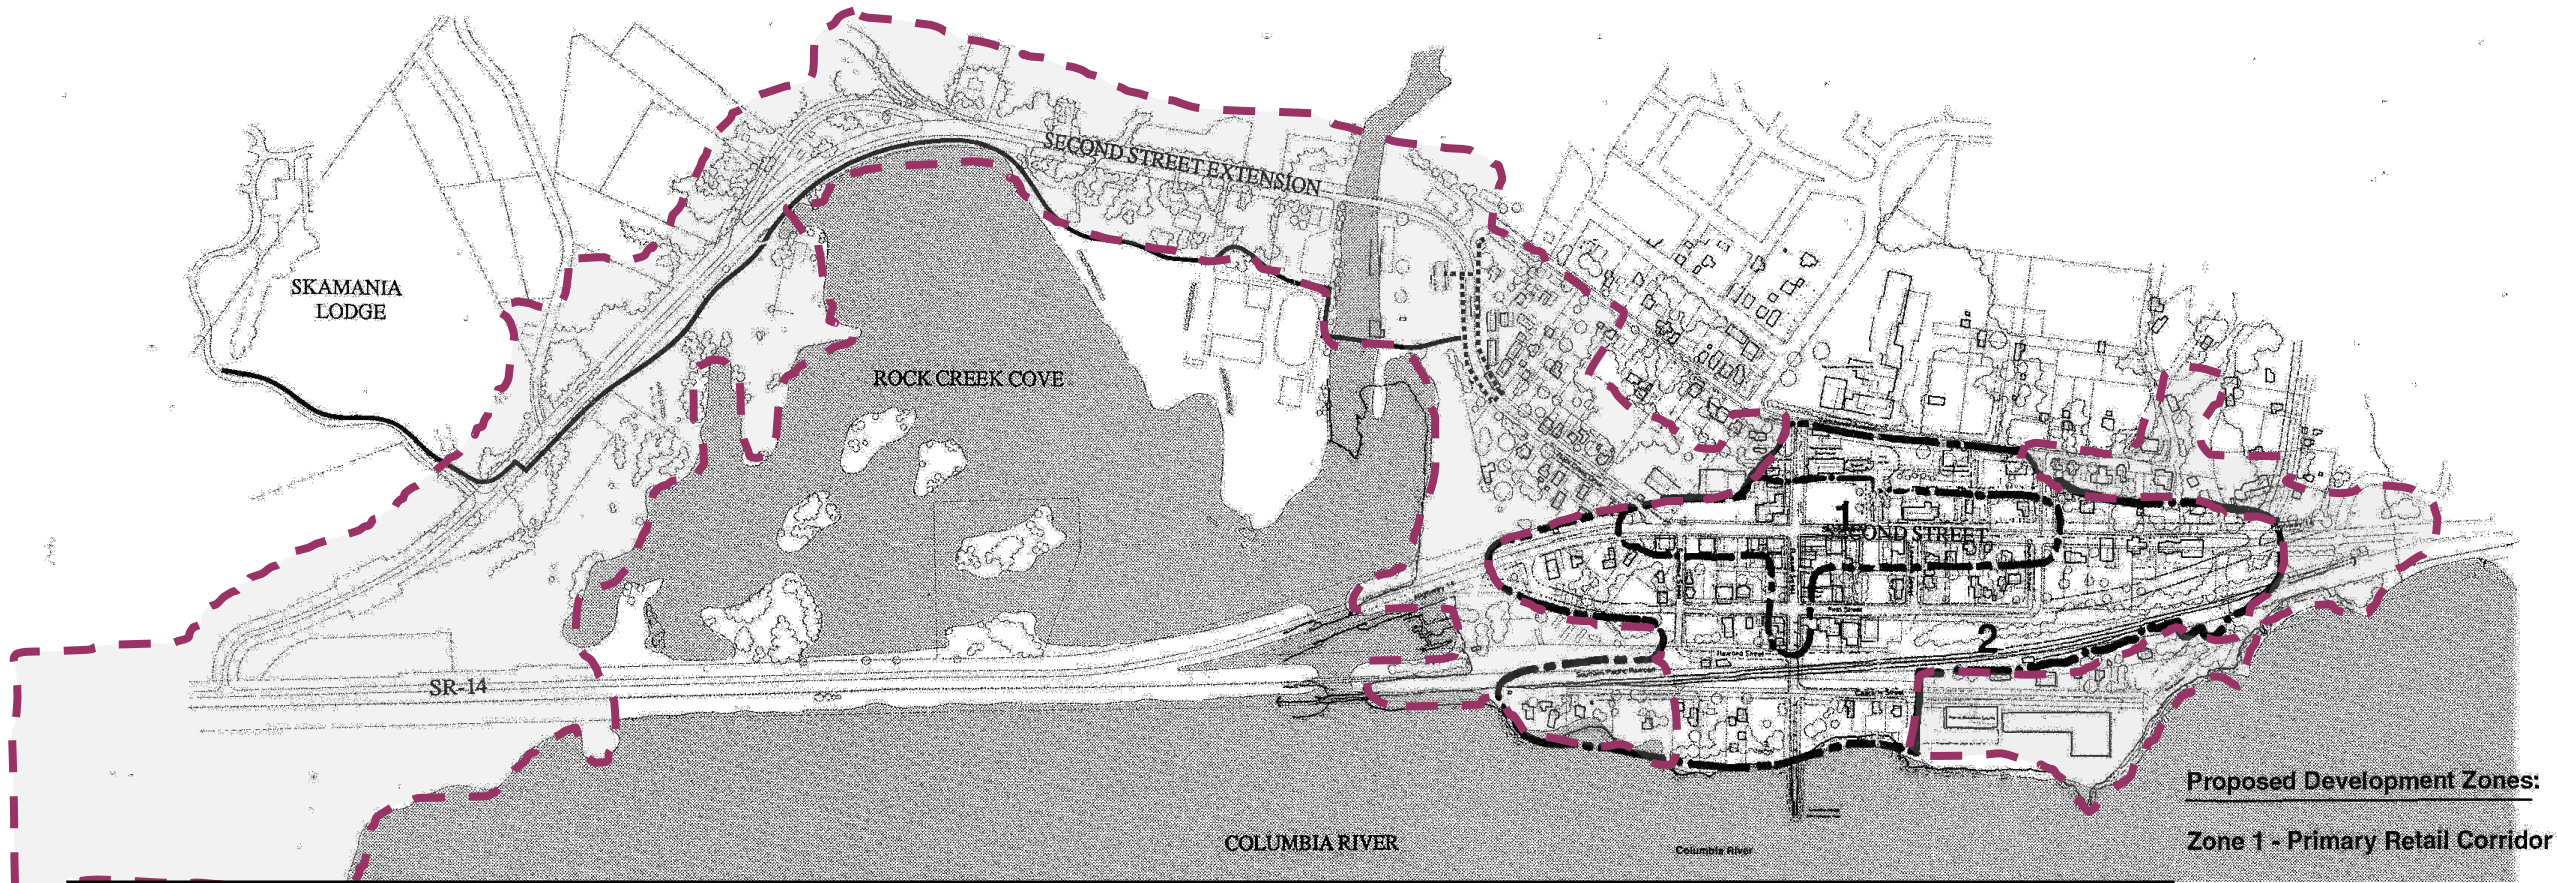 SECOND STREET EXTENSION
SKAMANIA
LODGE
ROCK CREEK COVE
1
SECOND STREET
2
SR-14
COLUMBIA RIVER
Columbia River
Proposed Development Zones:
Zone 1 - Primary Retail Corridor